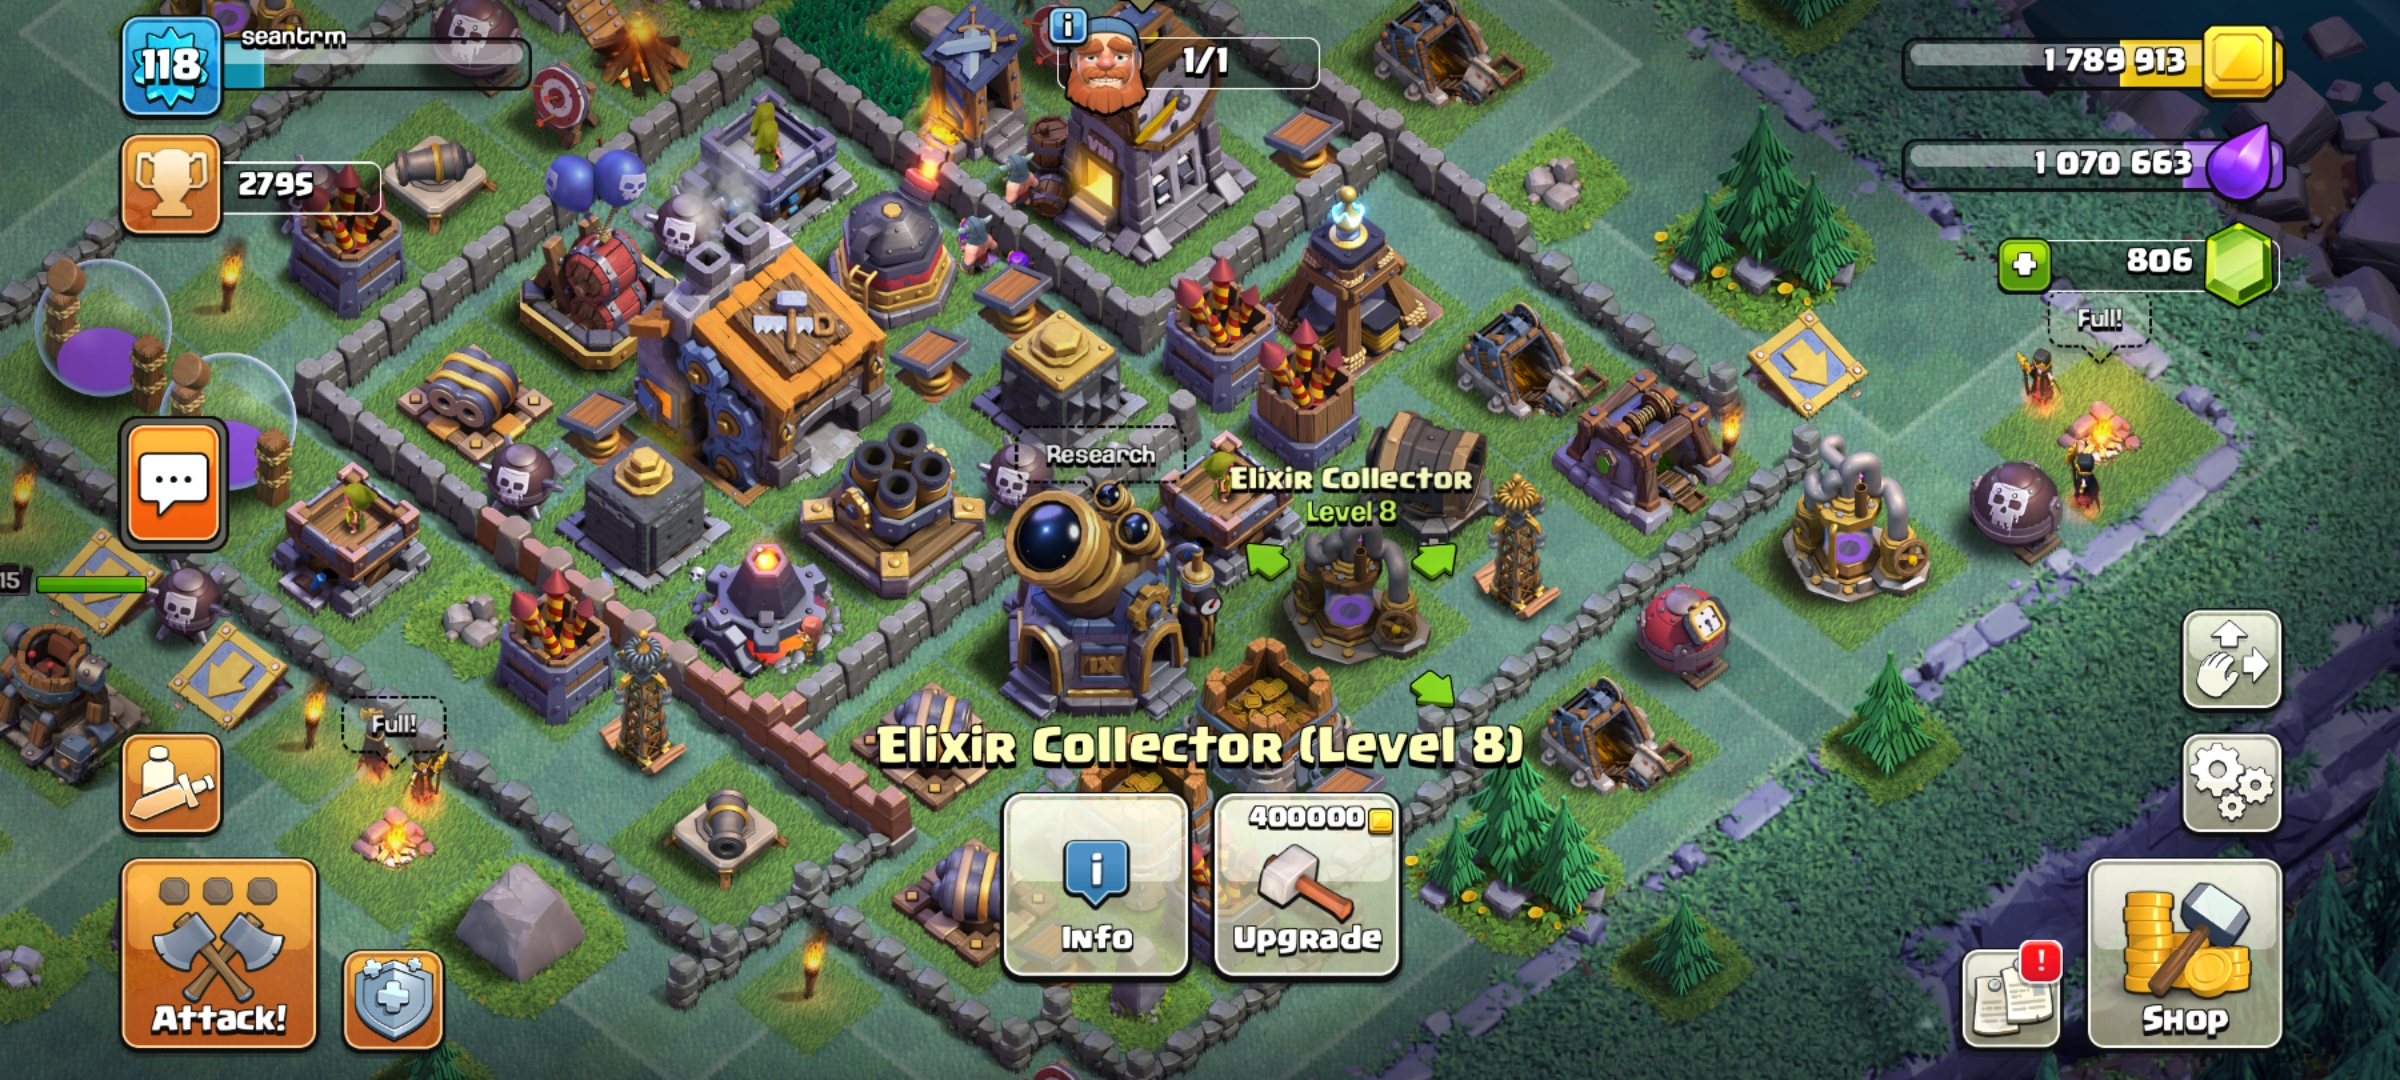 118
seantrm
1/1
1 789 913
2795
1 070 663
806
Full!
Research
Elixir Collector
Level 8
15
IX
Full!
Elixir Collector (Level 8)
400000
Info
Upgrade
Attack!
!
Shop